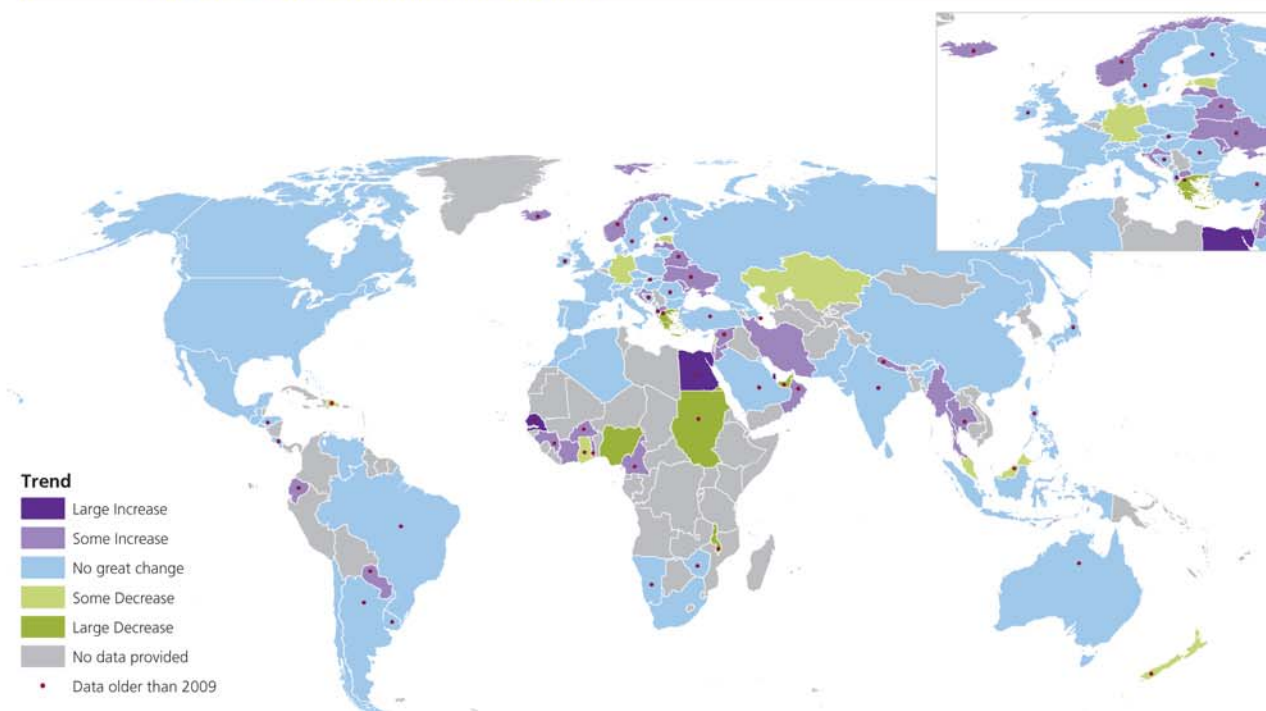 Trend
Large Increase
Some Increase
No great change
Some Decrease
Large Decrease
No data provided
Data older than 2009